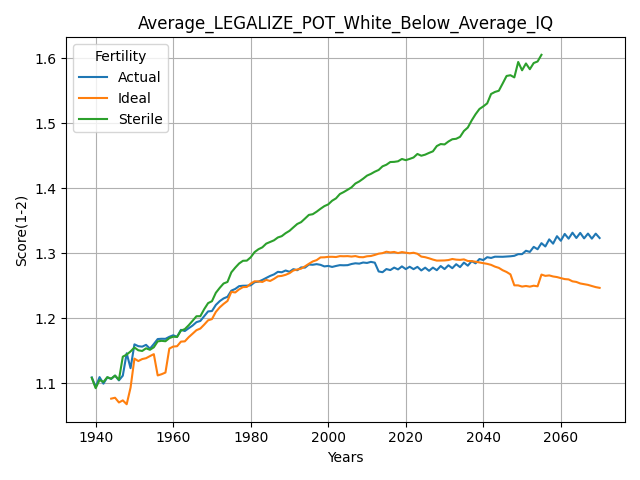 Average_LEGALIZE_POT_White_Below_Average_IQ
Score(1-2)
1.6
1.5
1.4
1.3
1.2
1.1
Fertility
Actual
Ideal
Sterile
1940 1960 1980 2000 2020 2040 2060
Years